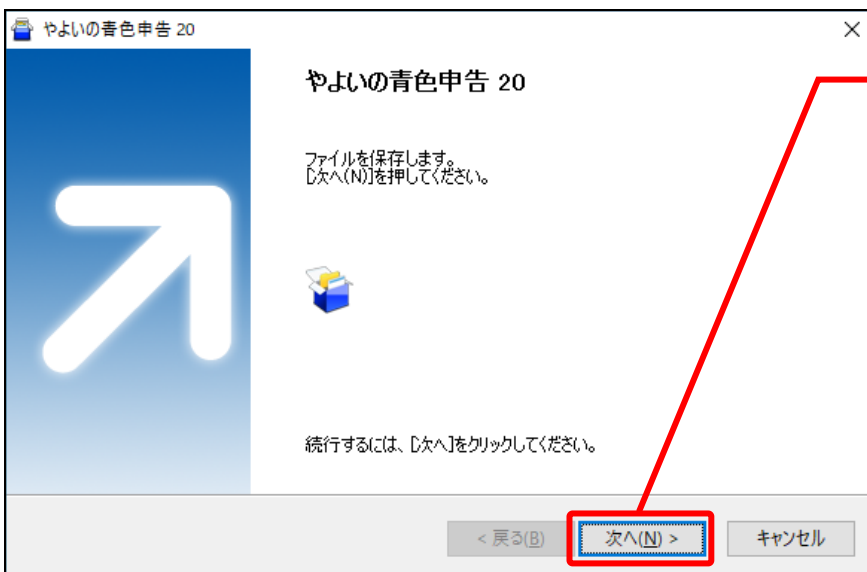 やよいの青色申告 20
やよいの青色申告 20
ファイルを保存します。
[次へ(N)]を押してください。
続行するには、[次へ]をクリックしてください。
< 戻る(B)
次へ(N) >
キャンセル